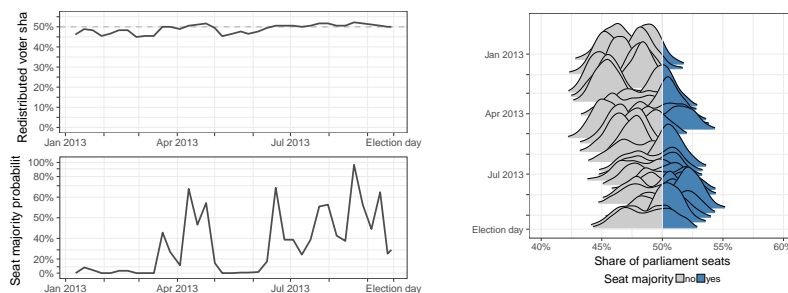 Redistributed voter sha
50%
40%
30%
20%
10%
0%
Jan 2013 Apr 2013 Jul 2013 Election day
Seat majority probabilit
100%
80%
60%
40%
20%
0%
Jan 2013 Apr 2013 Jul 2013 Election day
Jan 2013
Apr 2013
Jul 2013
Election day
40% 45% 50% 55% 60%
Share of parliament seats
Seat majority no yes